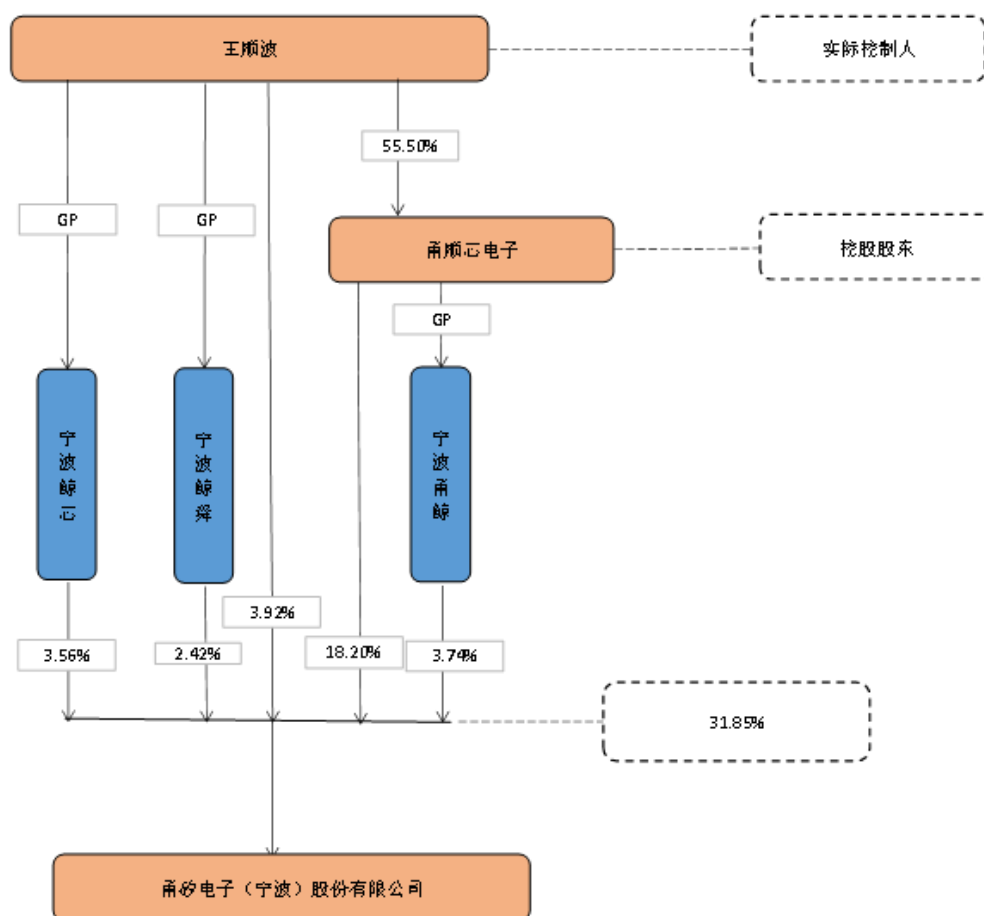 王顺波
实际控制人
55.50%
GP
GP
甬顺芯电子
控股股东
GP
宁波鲸芯
宁波鲸舜
宁波甬鲸
3.92%
3.56%
2.42%
18.20%
3.74%
31.85%
甬矽电子（宁波）股份有限公司